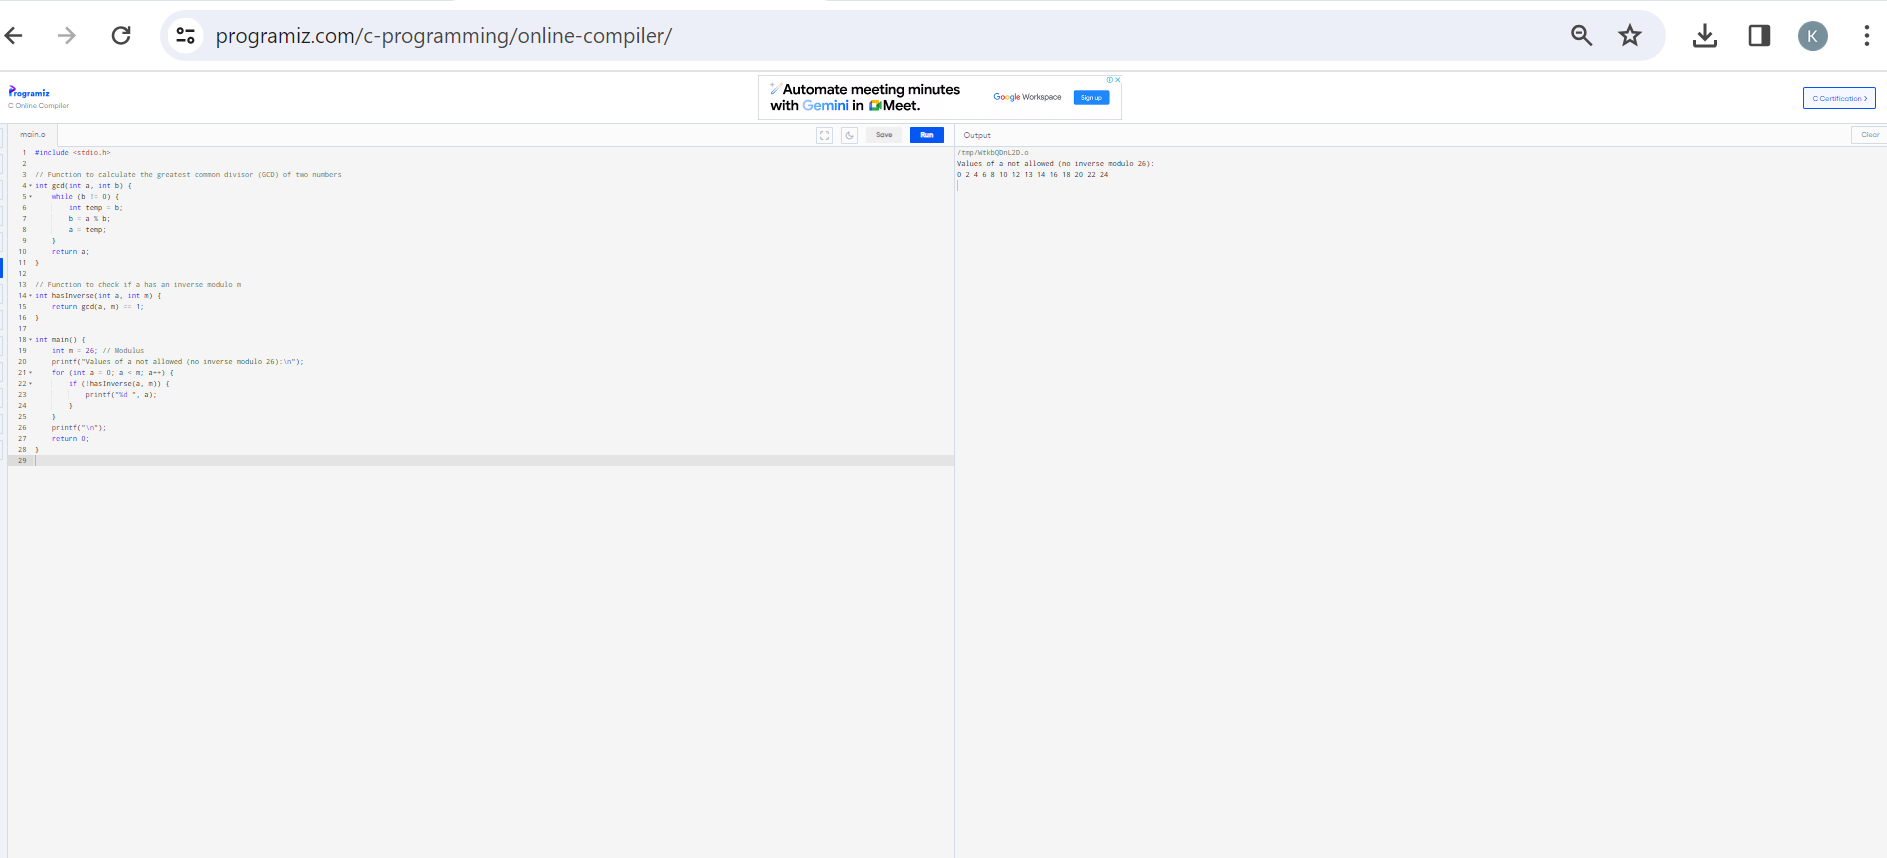 programiz.com/c-programming/online-compiler/
K
Programiz
C Online Compiler
Automate meeting minutes
with Gemini in Meet.
Google Workspace
Sign up
C Certification >
main.c
Save
Run
Output
Clear
1 #include <stdio.h>
2
3 // Function to calculate the greatest common divisor (GCD) of two numbers
4 int gcd(int a, int b) {
5 while (b != 0) {
6 int temp = b;
7 b = a % b;
8 a = temp;
9 }
10 return a;
11 }
12
13 // Function to check if a has an inverse modulo m
14 int hasInverse(int a, int m) {
15 return gcd(a, m) == 1;
16 }
17
18 int main() {
19 int m = 26; // Modulus
20 printf("Values of a not allowed (no inverse modulo 26):\n");
21 for (int a = 0; a < m; a++) {
22 if (!hasInverse(a, m)) {
23 printf("%d ", a);
24 }
25 }
26 printf("\n");
27 return 0;
28 }
29
/tmp/WtkbQDnL2D.o
Values of a not allowed (no inverse modulo 26):
0 2 4 6 8 10 12 13 14 16 18 20 22 24